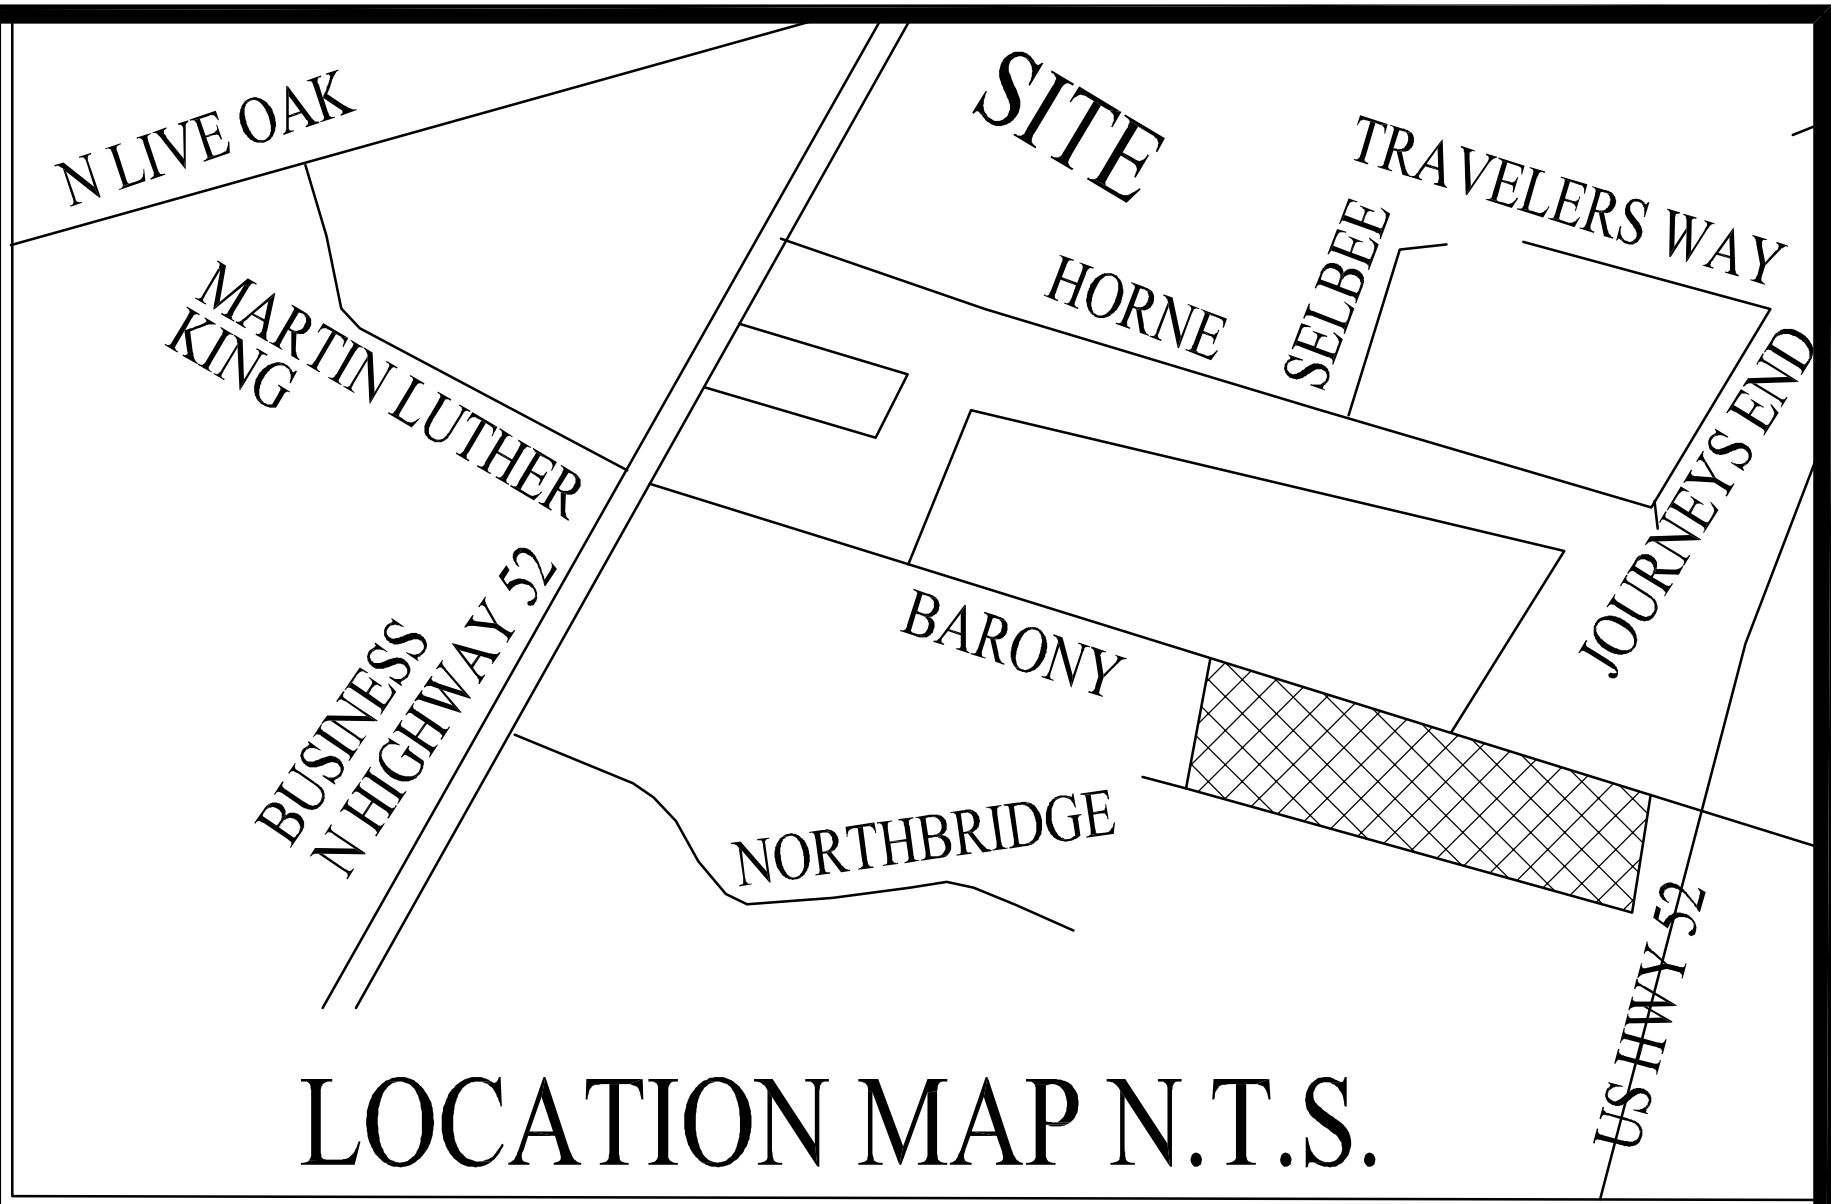 N LIVE OAK
SITE
TRAVELERS WAY
SELBEE
HORNE
MARTIN LUTHER
KING
JOURNEYS END
BUSINESS
N HIGHWAY 52
BARONY
NORTHBRIDGE
US HWY 52
LOCATION MAP N.T.S.